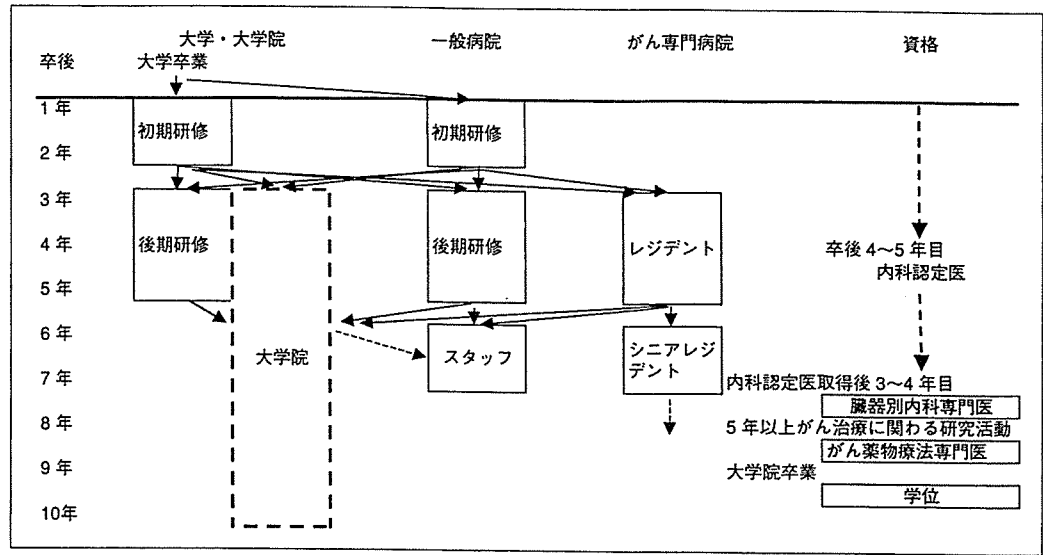 大学・大学院
一般病院
がん専門病院
資格
卒後
大学卒業
1年
初期研修
初期研修
2年
3年
4年
後期研修
後期研修
レジデント
卒後4〜5年目
内科認定医
5年
6年
大学院
スタッフ
シニアレジ
デント
7年
内科認定医取得後3〜4年目
臓器別内科専門医
8年
5年以上がん治療に関わる研究活動
がん薬物療法専門医
9年
大学院卒業
学位
10年